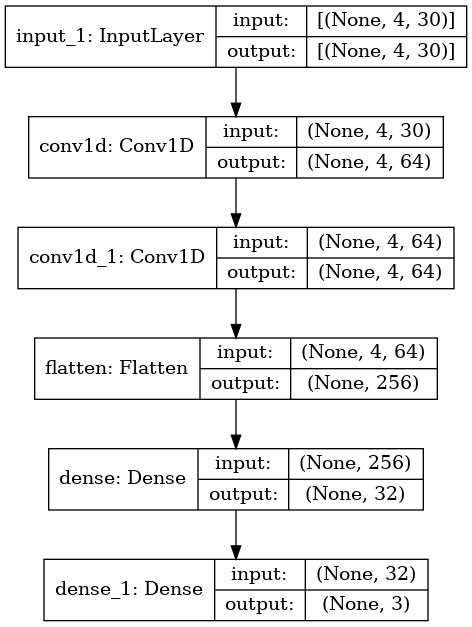 input_1: InputLayer
input: [(None, 4, 30)]
output: [(None, 4, 30)]
conv1d: Conv1D
input: (None, 4, 30)
output: (None, 4, 64)
conv1d_1: Conv1D
input: (None, 4, 64)
output: (None, 4, 64)
flatten: Flatten
input: (None, 4, 64)
output: (None, 256)
dense: Dense
input: (None, 256)
output: (None, 32)
dense_1: Dense
input: (None, 32)
output: (None, 3)